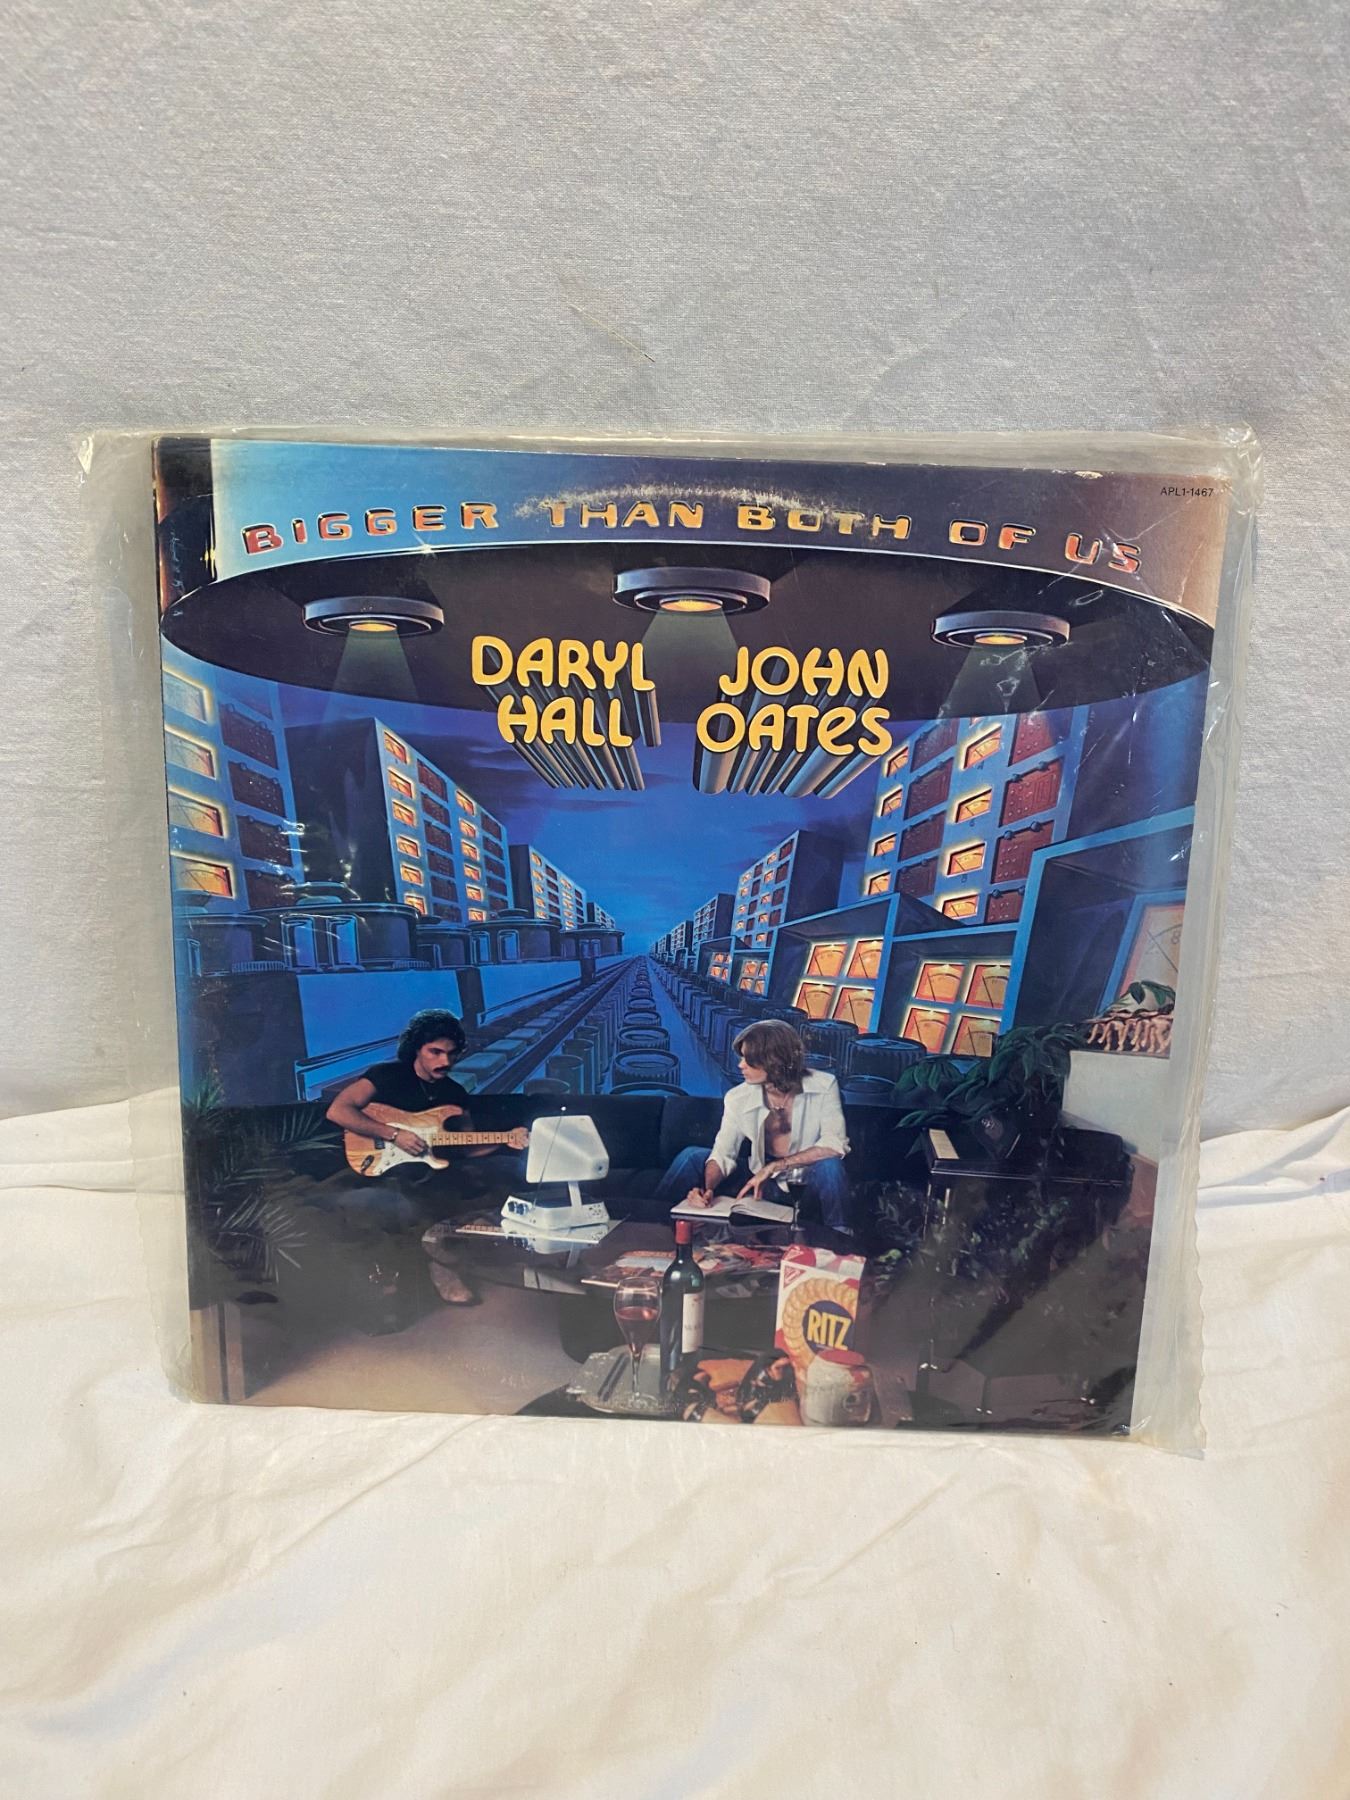 APL1-1467
BIGGER THAN BOTH OF US
DARYL JOHN
HALL OATES
RITZ